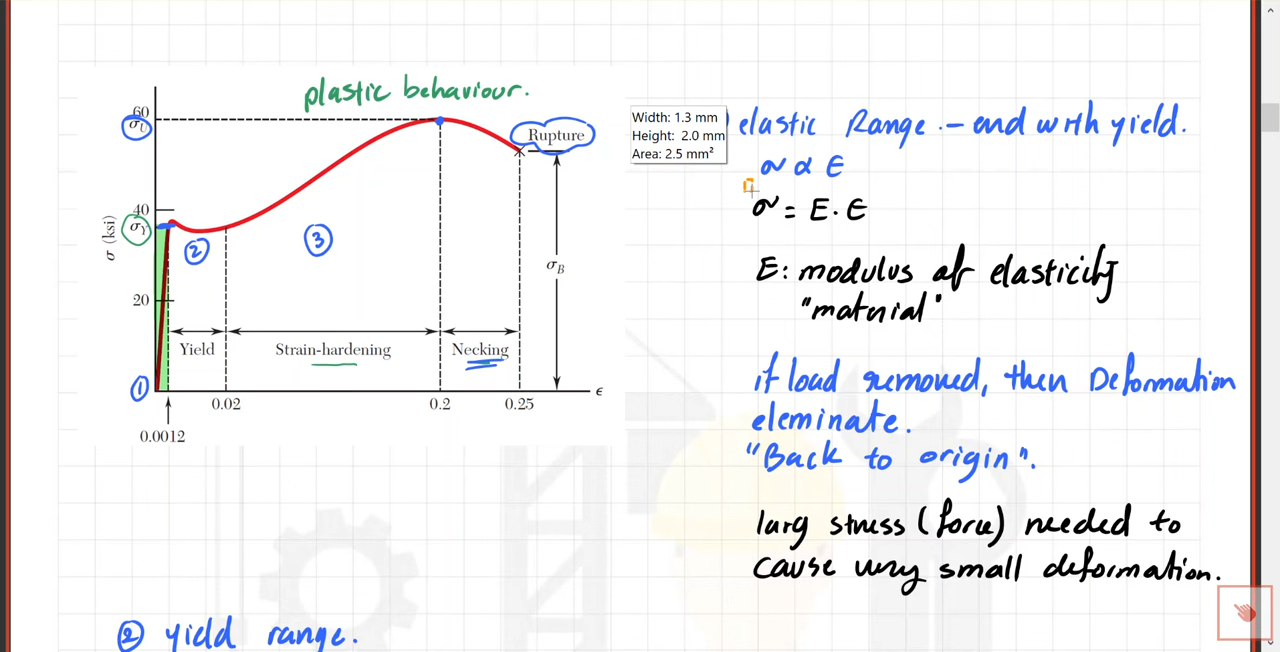 plastic behaviour.
60
σU
Rupture
40
σY
σ (ksi)
②
③
σB
20
Yield
Strain-hardening
Necking
①
0.02
0.2
0.25
ϵ
0.0012
Width: 1.3 mm
Height: 2.0 mm
Area: 2.5 mm²
) elastic Range .- end with yield.
σ α ϵ
σ = E . ϵ
E: modulus of elasticity
"material"
if load removed, then Deformation
eleminate.
"Back to origin".
larg stress (force) needed to
cause very small deformation.
② yield range.